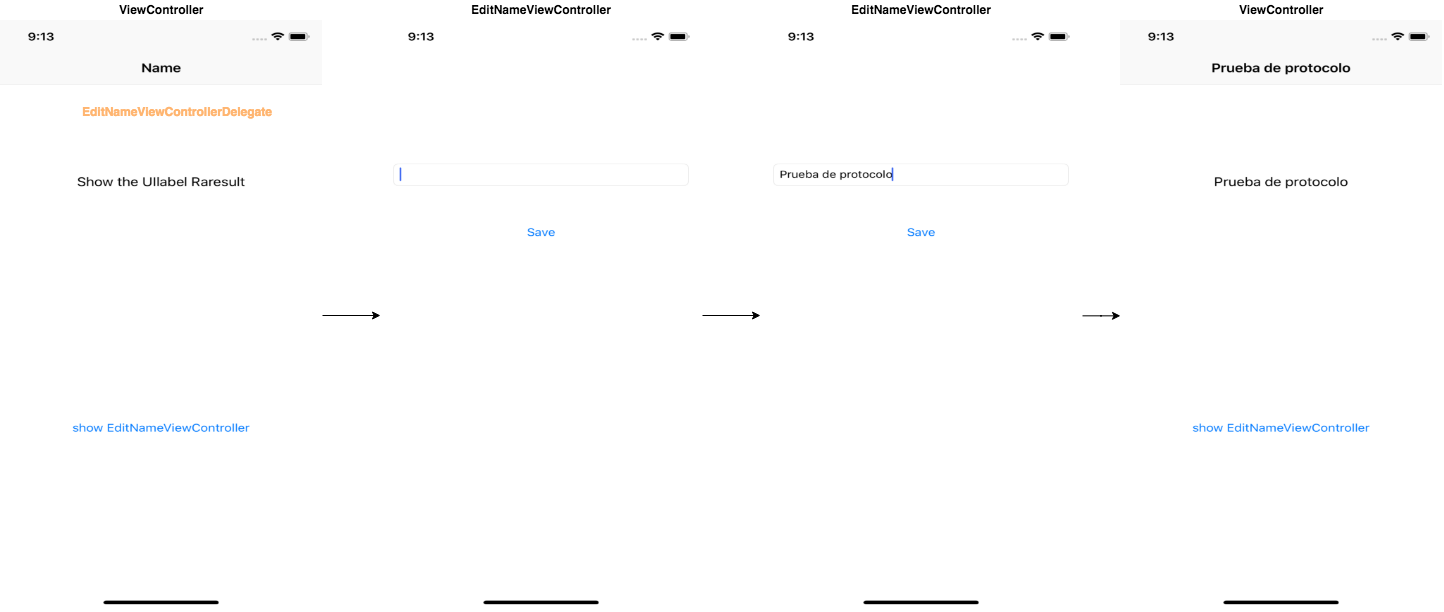 ViewController
9:13
Name
EditNameViewControllerDelegate
Show the UIlabel Raresult
show EditNameViewController
EditNameViewController
9:13
Save
EditNameViewController
9:13
Prueba de protocolo
Save
ViewController
9:13
Prueba de protocolo
Prueba de protocolo
show EditNameViewController